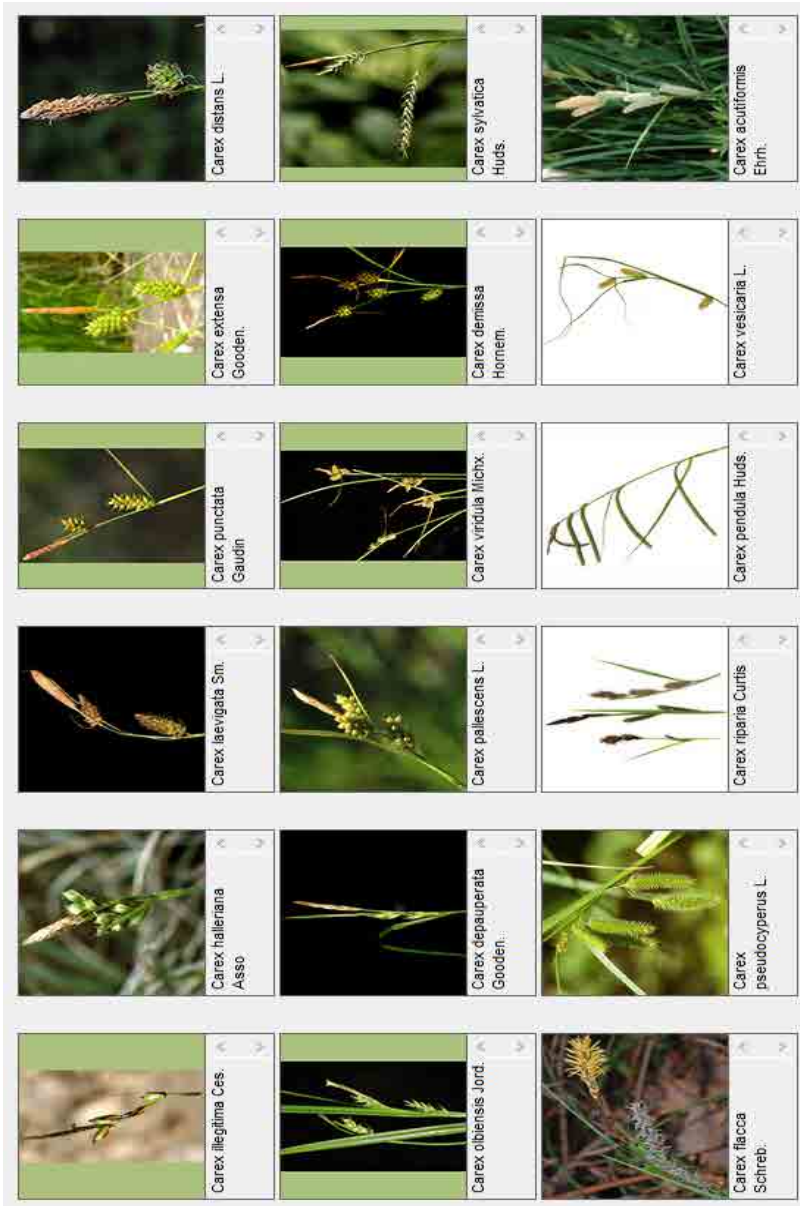 Carex illegitima Ces.
Carex halleriana
Asso
Carex laevigata Sm.
Carex punctata
Gaudin
Carex extensa
Gooden.
Carex distans L.
Carex olbiensis Jord.
Carex depauperata
Gooden.
Carex pallescens L.
Carex viridula Michx.
Carex demissa
Hornem.
Carex sylvatica
Huds.
Carex flacca
Schreb.
Carex
pseudocyperus L.
Carex riparia Curtis
Carex pendula Huds.
Carex vesicaria L.
Carex acutiformis
Ehrh.